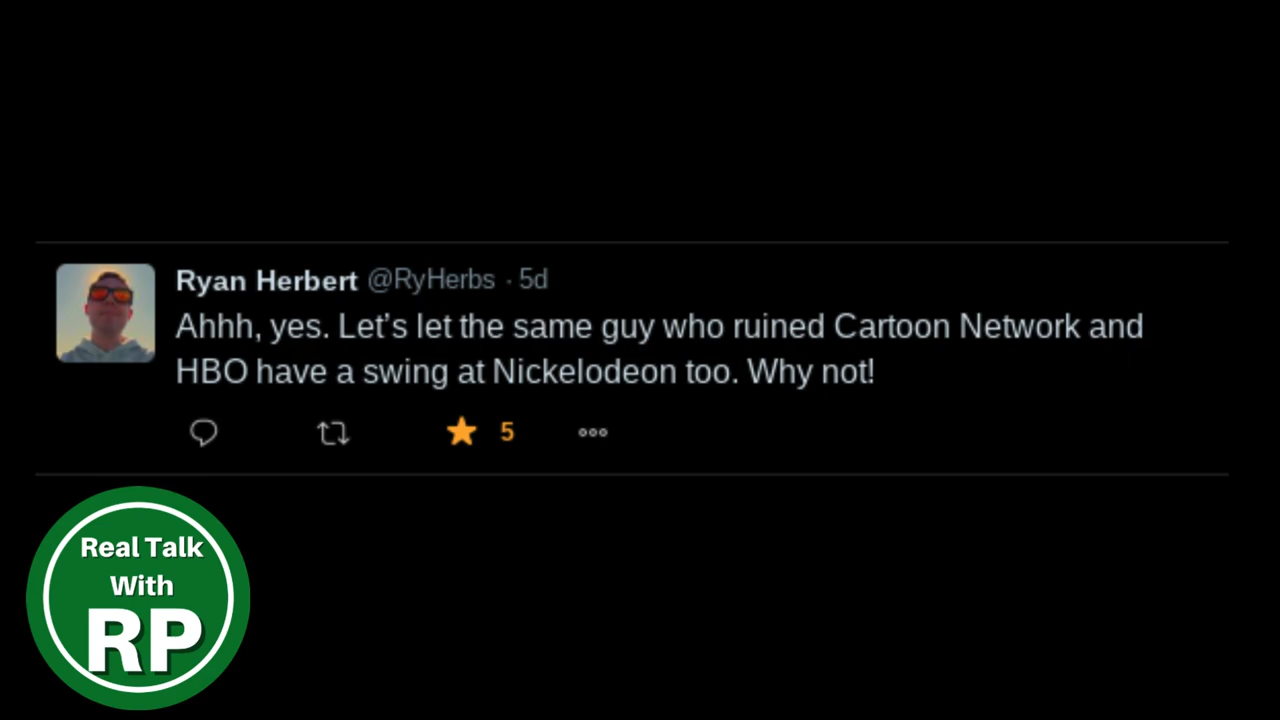 Ryan Herbert @RyHerbs · 5d
Ahhh, yes. Let’s let the same guy who ruined Cartoon Network and
HBO have a swing at Nickelodeon too. Why not!
5
Real Talk
With
RP